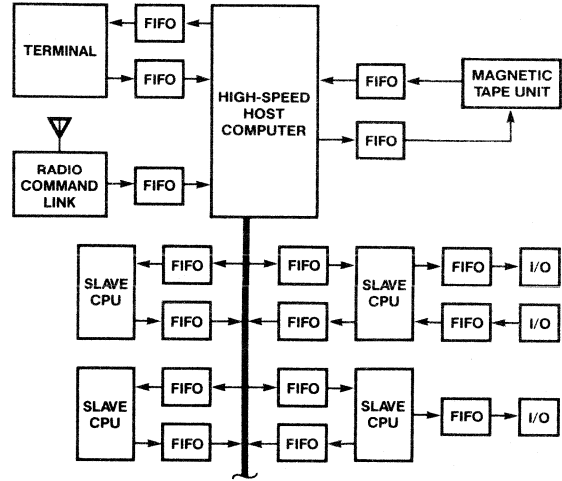 TERMINAL
FIFO
FIFO
HIGH-SPEED
HOST
COMPUTER
FIFO
MAGNETIC
TAPE UNIT
FIFO
RADIO
COMMAND
LINK
FIFO
SLAVE
CPU
FIFO
FIFO
FIFO
FIFO
SLAVE
CPU
FIFO
I/O
FIFO
I/O
SLAVE
CPU
FIFO
FIFO
FIFO
FIFO
SLAVE
CPU
FIFO
I/O